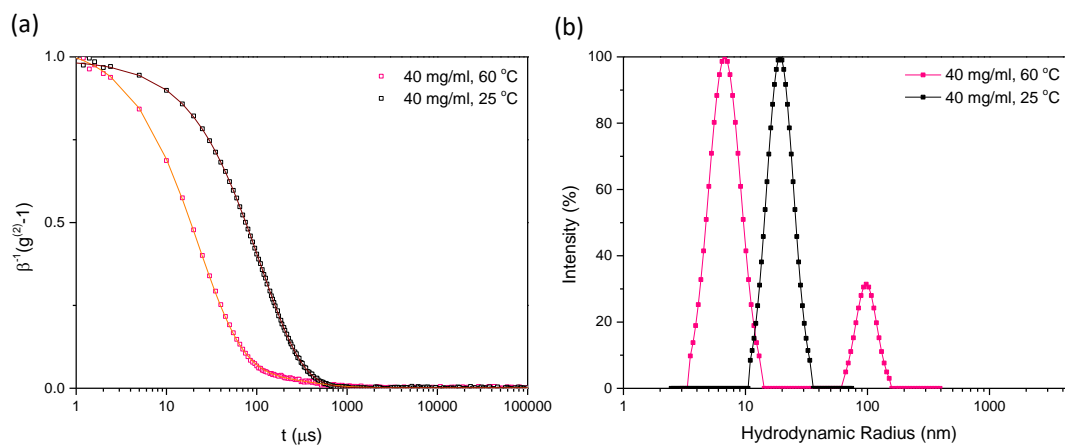 (a)
β⁻¹(g⁽²⁾-1)
1.0
0.5
0.0
40 mg/ml, 60 °C
40 mg/ml, 25 °C
1 10 100 1000 10000 100000
t (μs)
(b)
Intensity (%)
100
80
60
40
20
0
40 mg/ml, 60 °C
40 mg/ml, 25 °C
1 10 100 1000
Hydrodynamic Radius (nm)